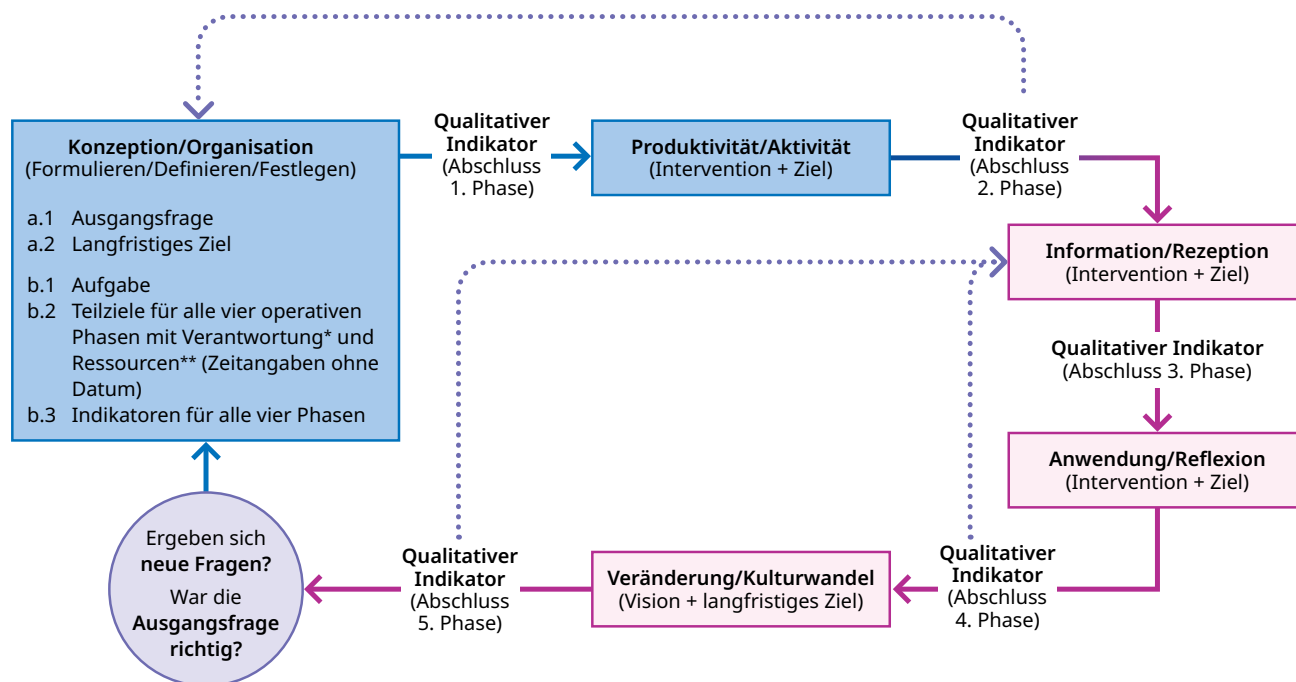 Konzeption/Organisation
(Formulieren/Definieren/Festlegen)
a.1 Ausgangsfrage
a.2 Langfristiges Ziel
b.1 Aufgabe
b.2 Teilziele für alle vier operativen
Phasen mit Verantwortung* und
Ressourcen** (Zeitangaben ohne
Datum)
b.3 Indikatoren für alle vier Phasen
Qualitativer
Indikator
(Abschluss
1. Phase)
Produktivität/Aktivität
(Intervention + Ziel)
Qualitativer
Indikator
(Abschluss
2. Phase)
Information/Rezeption
(Intervention + Ziel)
Qualitativer Indikator
(Abschluss 3. Phase)
Anwendung/Reflexion
(Intervention + Ziel)
Qualitativer
Indikator
(Abschluss
4. Phase)
Veränderung/Kulturwandel
(Vision + langfristiges Ziel)
Qualitativer
Indikator
(Abschluss
5. Phase)
Ergeben sich
neue Fragen?
War die
Ausgangsfrage
richtig?